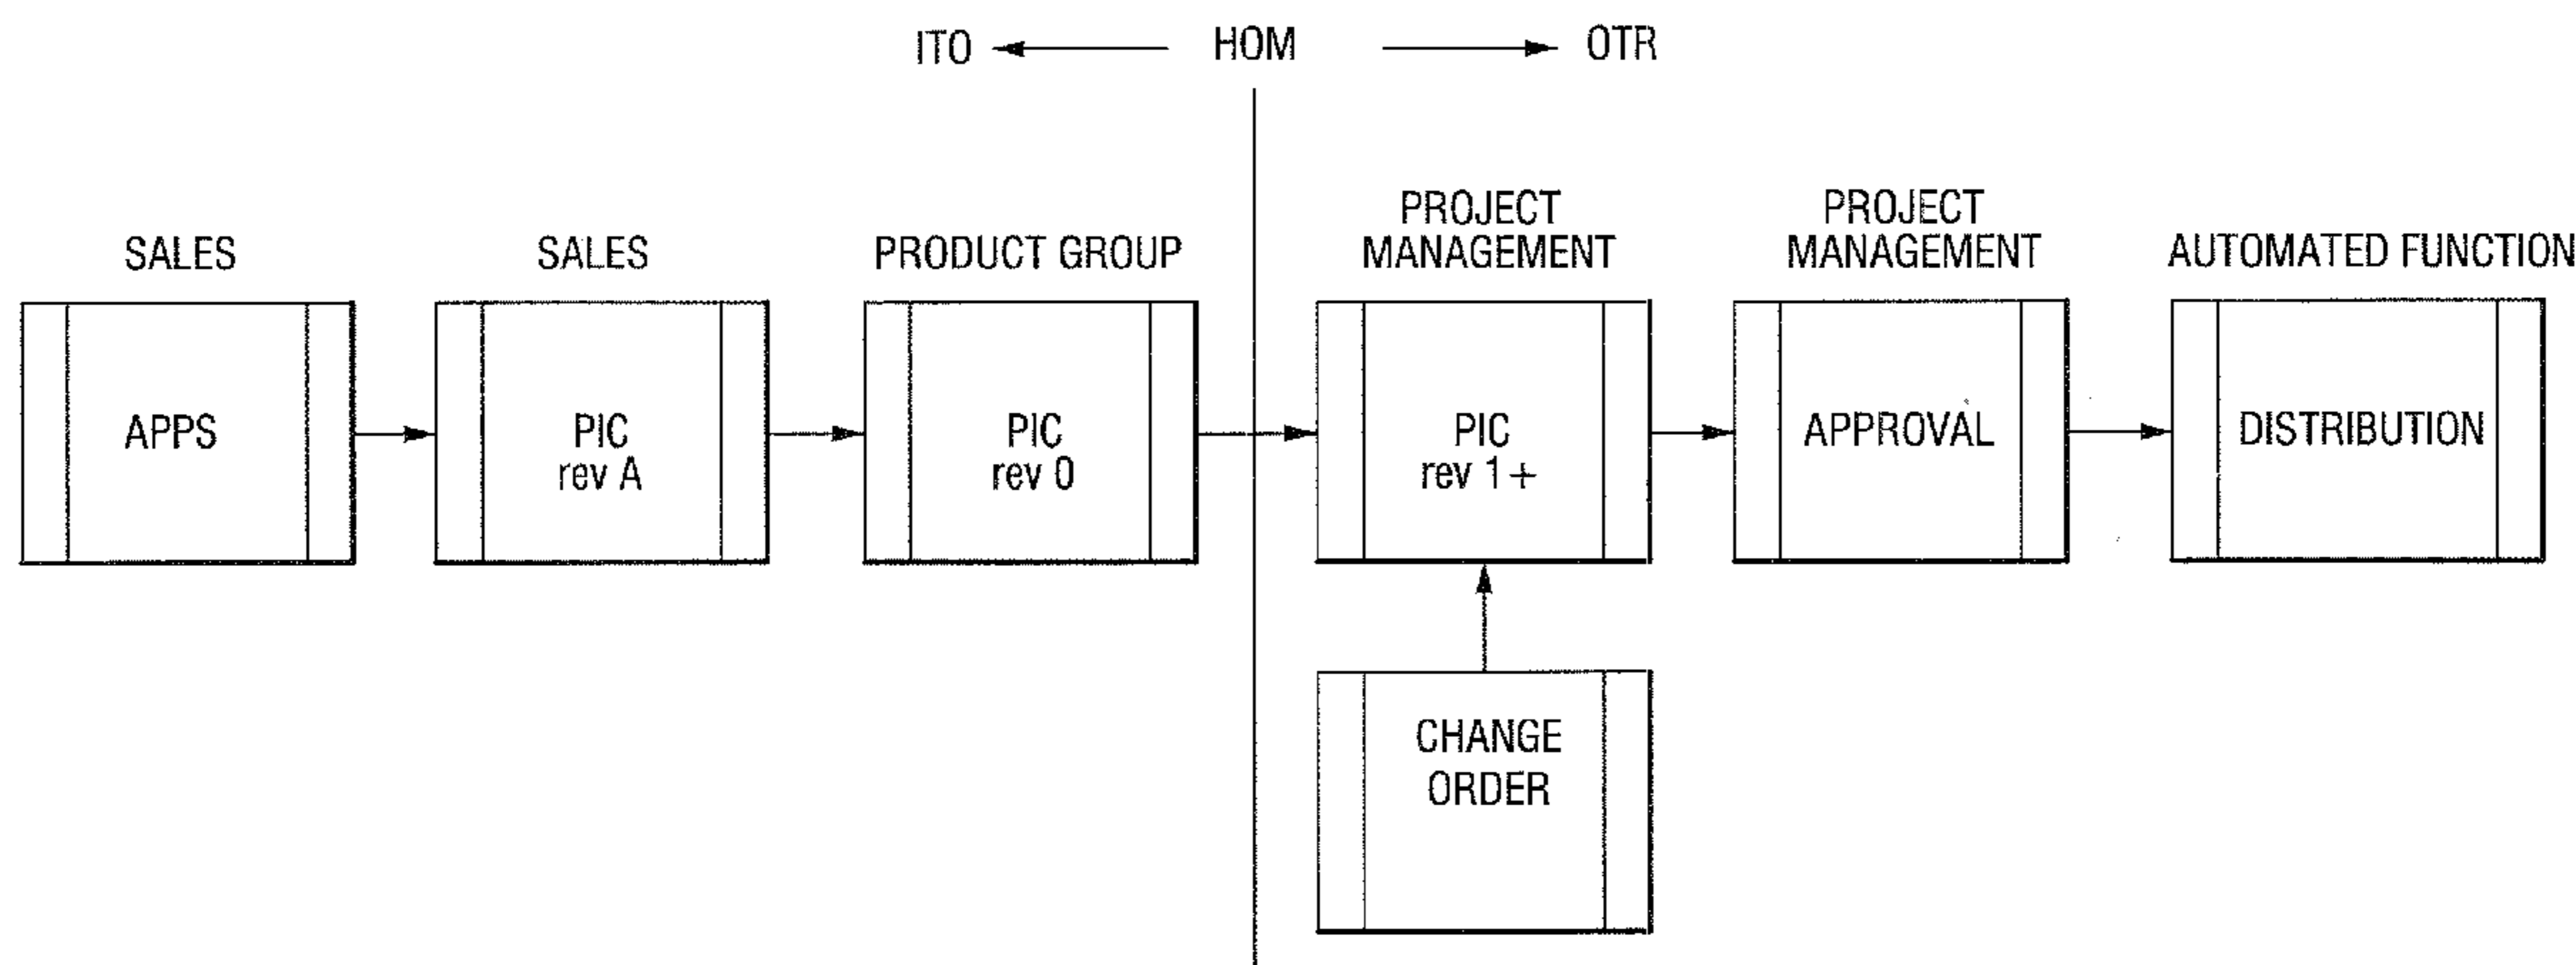 ITO HOM OTR
SALES
SALES
PRODUCT GROUP
PROJECT
MANAGEMENT
PROJECT
MANAGEMENT
AUTOMATED FUNCTION
APPS
PIC
rev A
PIC
rev 0
PIC
rev 1+
APPROVAL
DISTRIBUTION
CHANGE
ORDER